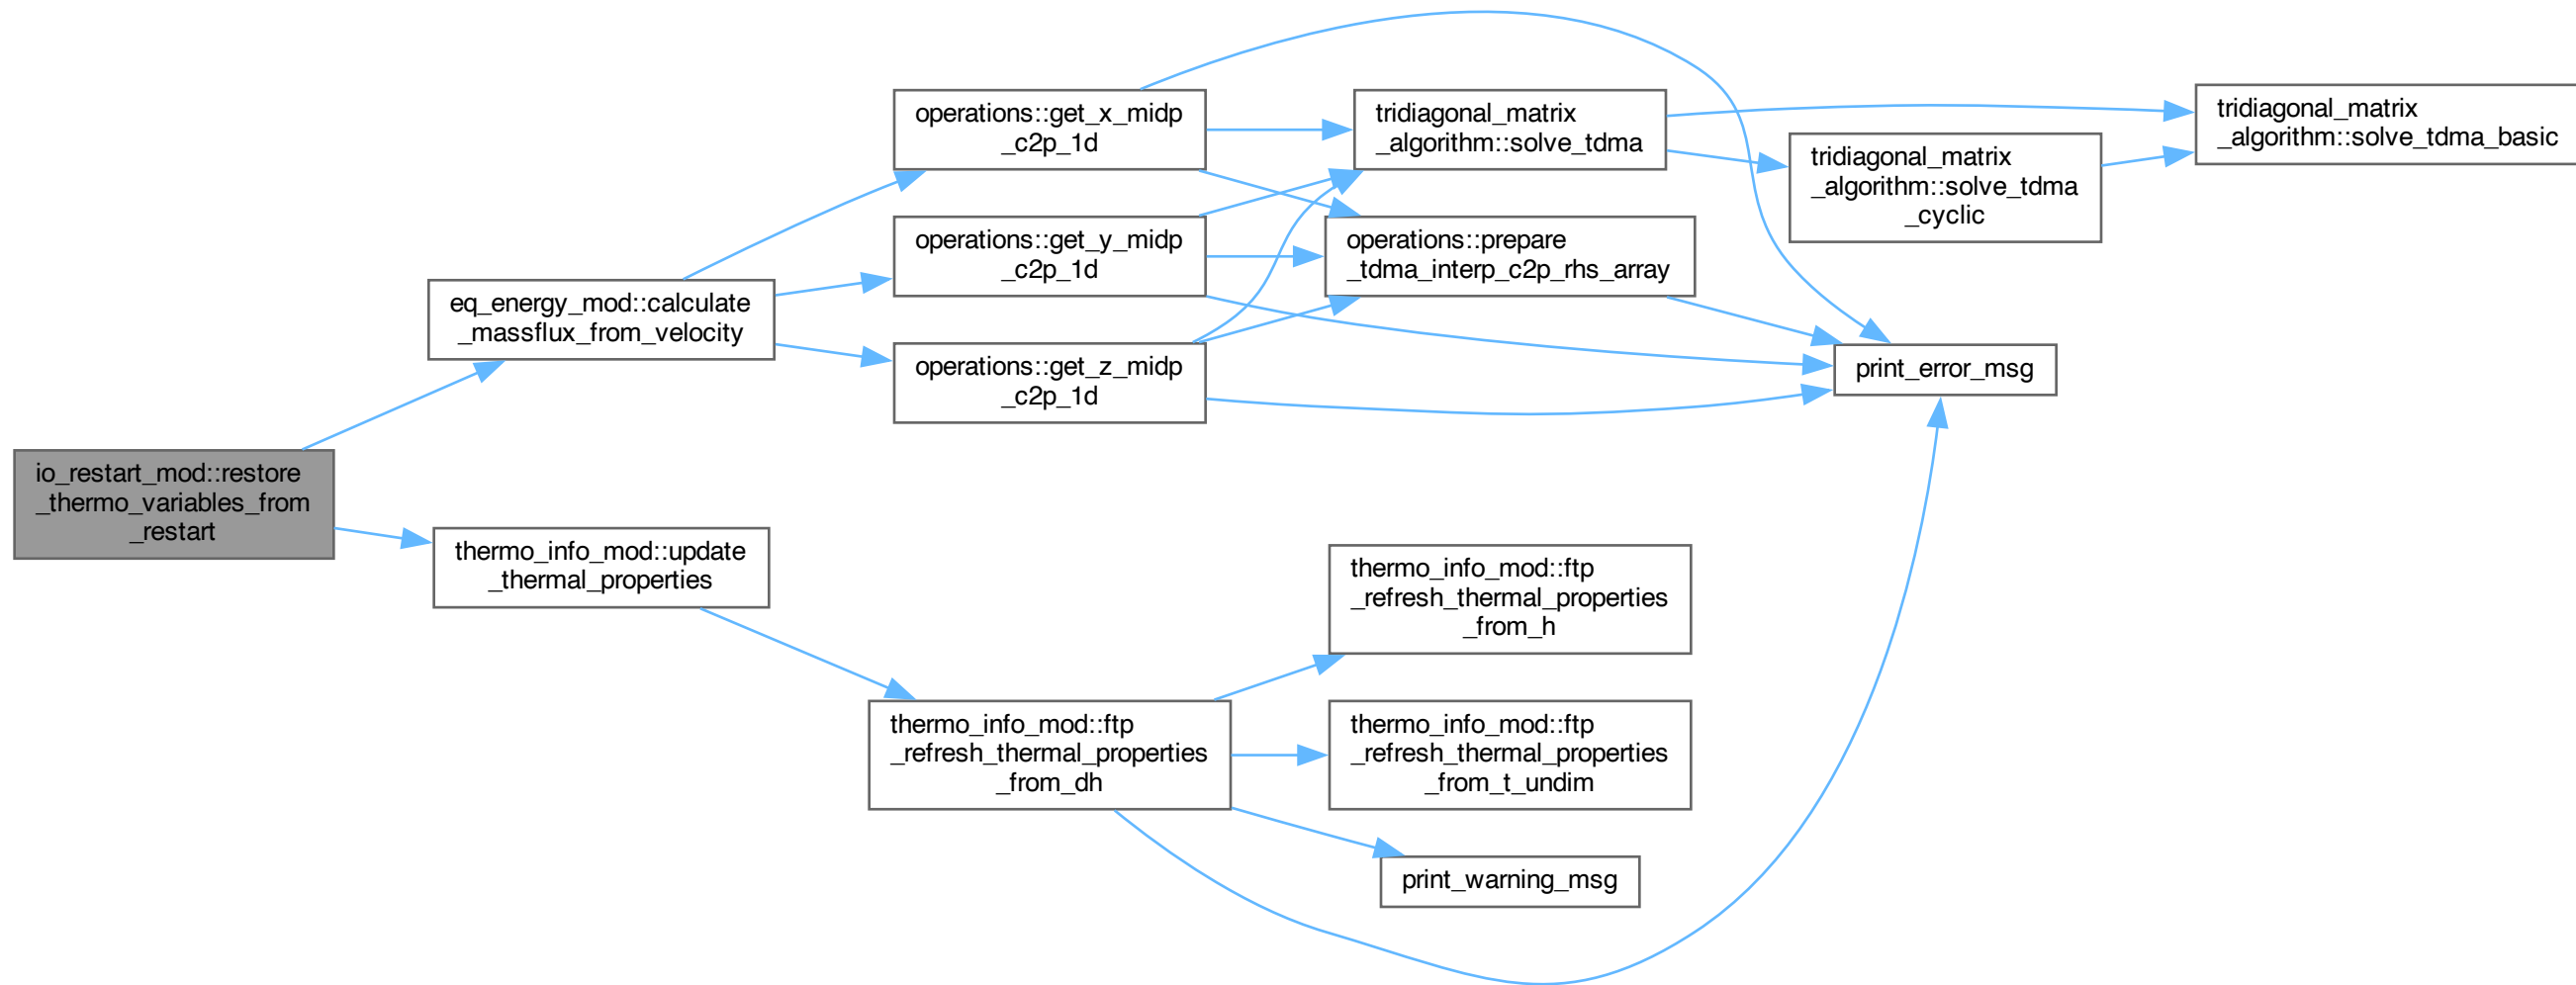 io_restart_mod::restore
_thermo_variables_from
_restart
eq_energy_mod::calculate
_massflux_from_velocity
thermo_info_mod::update
_thermal_properties
operations::get_x_midp
_c2p_1d
operations::get_y_midp
_c2p_1d
operations::get_z_midp
_c2p_1d
thermo_info_mod::ftp
_refresh_thermal_properties
_from_dh
tridiagonal_matrix
_algorithm::solve_tdma
operations::prepare
_tdma_interp_c2p_rhs_array
thermo_info_mod::ftp
_refresh_thermal_properties
_from_h
thermo_info_mod::ftp
_refresh_thermal_properties
_from_t_undim
print_warning_msg
tridiagonal_matrix
_algorithm::solve_tdma
_cyclic
print_error_msg
tridiagonal_matrix
_algorithm::solve_tdma_basic